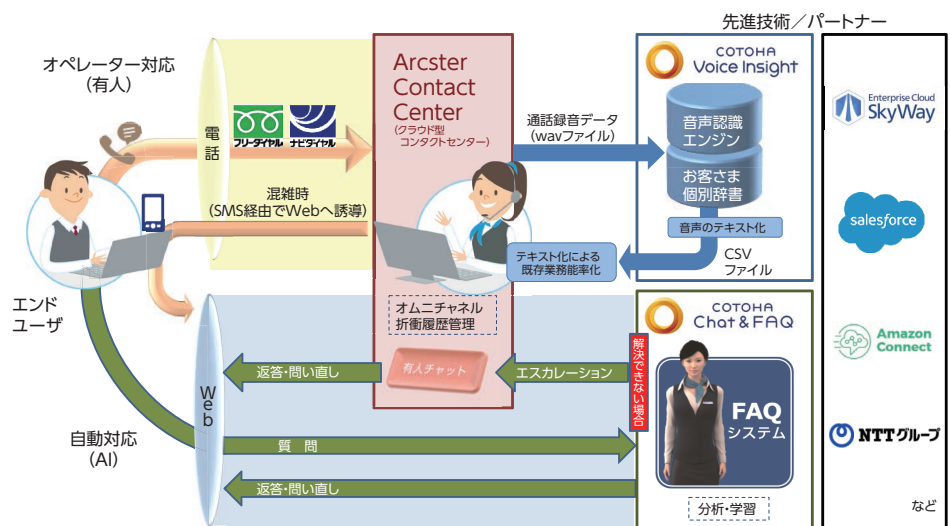 先進技術／パートナー
オペレーター対応
(有人)
電話
フリーダイヤル
ナビダイヤル
混雑時
(SMS経由でWebへ誘導)
Arcster
Contact
Center
(クラウド型
コンタクトセンター)
通話録音データ
(wavファイル)
COTOHA
Voice Insight
音声認識
エンジン
お客さま
個別辞書
音声のテキスト化
CSV
ファイル
テキスト化による
既存業務能率化
エンド
ユーザ
オムニチャネル
折衝履歴管理
COTOHA
Chat & FAQ
解決できない場合
エスカレーション
有人チャット
返答・問い直し
Web
自動対応
(AI)
質 問
返答・問い直し
FAQ
システム
分析・学習
Enterprise Cloud
SkyWay
salesforce
Amazon
Connect
NTTグループ
など